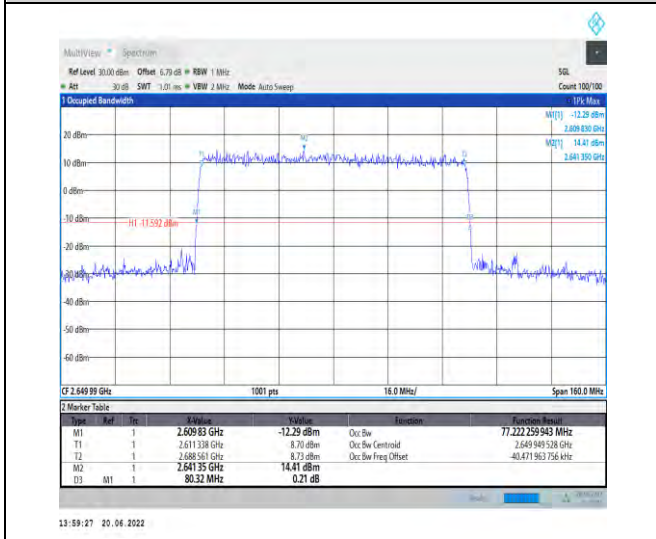 MultiView Spectrum
Ref Level 30.00 dBm Offset 6.79 dB RBW 1 MHz SGL
Att 30 dB SWT 1.01 ms VBW 2 MHz Mode Auto Sweep Count 100/100
1 Occupied Bandwidth 1Pk Max
M1[1] -12.29 dBm
2.609 830 GHz
20 dBm M2 M2[1] 14.41 dBm
2.641 350 GHz
10 dBm T1 T2
0 dBm
-10 dBm M1 D3
H1 -11.592 dBm
-20 dBm
-30 dBm
-40 dBm
-50 dBm
-60 dBm
CF 2.649 99 GHz 1001 pts 16.0 MHz/ Span 160.0 MHz
2 Marker Table
Type Ref Trc X-Value Y-Value Function Function Result
M1 1 2.609 83 GHz -12.29 dBm Occ Bw 77.222 259 943 MHz
T1 1 2.611 338 GHz 8.70 dBm Occ Bw Centroid 2.649 949 528 GHz
T2 1 2.688 561 GHz 8.73 dBm Occ Bw Freq Offset -40.471 963 756 kHz
M2 1 2.641 35 GHz 14.41 dBm
D3 M1 1 80.32 MHz 0.21 dB
13:59:27 20.06.2022